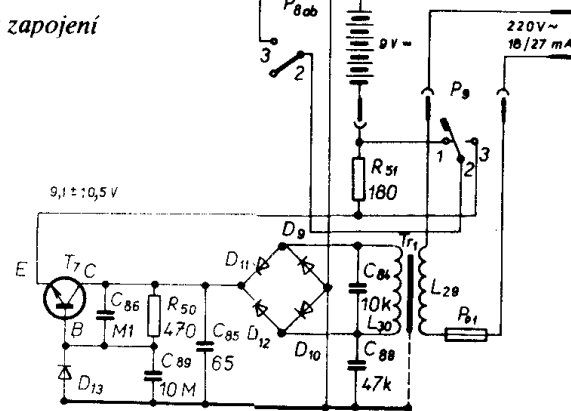 zapojení
P8ab
3
2
9V=
220V~
18/27 mA
P9
1
2
3
R51
180
9,1 ÷ 10,5 V
E
T7
C
B
D13
C86
M1
R50
470
C89
10M
C85
65
D11
D12
D9
D10
C84
10k
L30
C88
47k
Tr1
L29
Po1